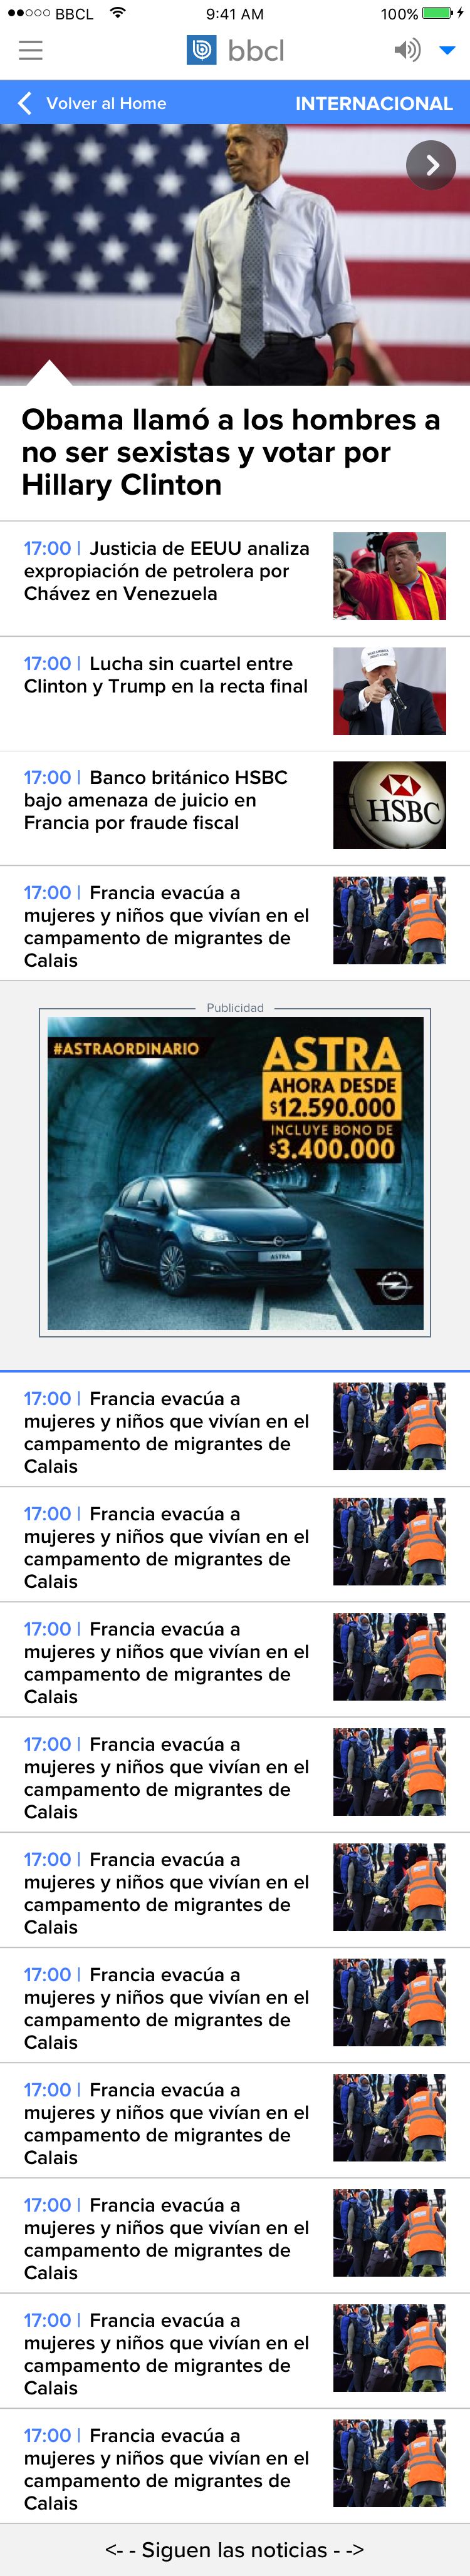 BBCL
9:41 AM
100%
bbcl
Volver al Home
INTERNACIONAL
Obama llamó a los hombres a
no ser sexistas y votar por
Hillary Clinton
17:00 | Justicia de EEUU analiza
expropiación de petrolera por
Chávez en Venezuela
17:00 | Lucha sin cuartel entre
Clinton y Trump en la recta final
17:00 | Banco británico HSBC
bajo amenaza de juicio en
Francia por fraude fiscal
HSBC
17:00 | Francia evacúa a
mujeres y niños que vivían en el
campamento de migrantes de
Calais
Publicidad
#ASTRAORDINARIO
ASTRA
AHORA DESDE
$12.590.000
INCLUYE BONO DE
$3.400.000
ASTRA
17:00 | Francia evacúa a
mujeres y niños que vivían en el
campamento de migrantes de
Calais
17:00 | Francia evacúa a
mujeres y niños que vivían en el
campamento de migrantes de
Calais
17:00 | Francia evacúa a
mujeres y niños que vivían en el
campamento de migrantes de
Calais
17:00 | Francia evacúa a
mujeres y niños que vivían en el
campamento de migrantes de
Calais
17:00 | Francia evacúa a
mujeres y niños que vivían en el
campamento de migrantes de
Calais
17:00 | Francia evacúa a
mujeres y niños que vivían en el
campamento de migrantes de
Calais
17:00 | Francia evacúa a
mujeres y niños que vivían en el
campamento de migrantes de
Calais
17:00 | Francia evacúa a
mujeres y niños que vivían en el
campamento de migrantes de
Calais
17:00 | Francia evacúa a
mujeres y niños que vivían en el
campamento de migrantes de
Calais
17:00 | Francia evacúa a
mujeres y niños que vivían en el
campamento de migrantes de
Calais
<- - Siguen las noticias - ->